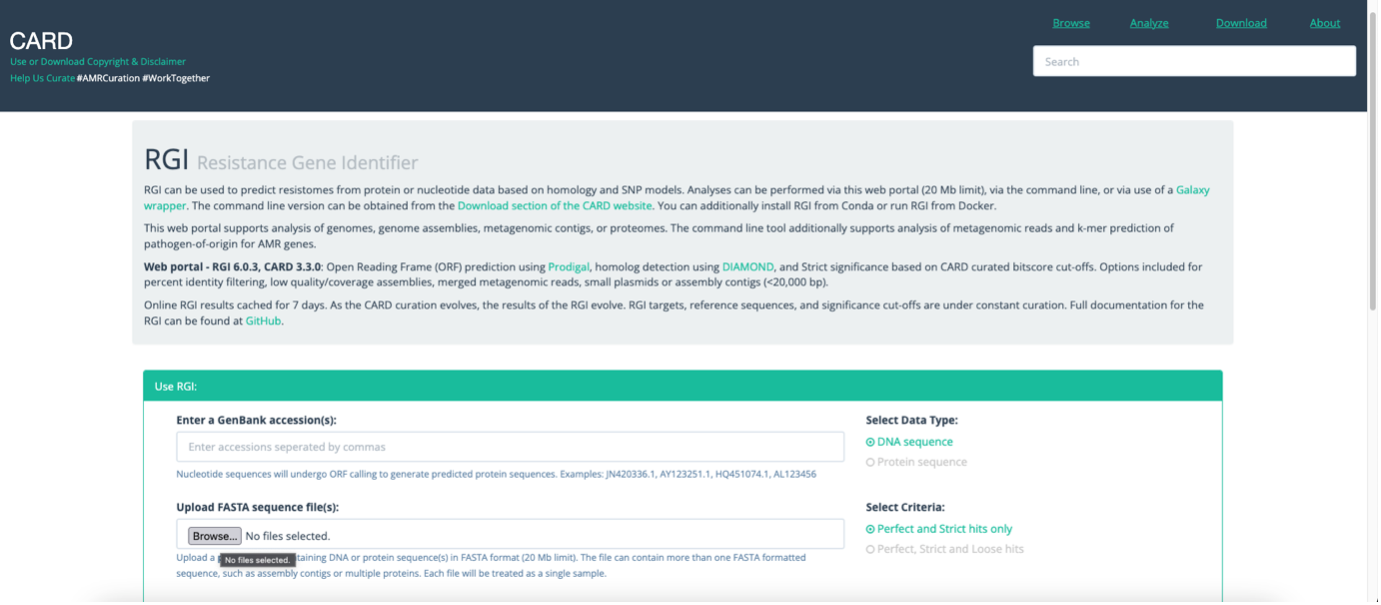 Browse Analyze Download About
CARD
Use or Download Copyright & Disclaimer
Help Us Curate #AMRCuration #WorkTogether
Search
RGI Resistance Gene Identifier
RGI can be used to predict resistomes from protein or nucleotide data based on homology and SNP models. Analyses can be performed via this web portal (20 Mb limit), via the command line, or via use of a Galaxy
wrapper. The command line version can be obtained from the Download section of the CARD website. You can additionally install RGI from Conda or run RGI from Docker.
This web portal supports analysis of genomes, genome assemblies, metagenomic contigs, or proteomes. The command line tool additionally supports analysis of metagenomic reads and k-mer prediction of
pathogen-of-origin for AMR genes.
Web portal - RGI 6.0.3, CARD 3.3.0: Open Reading Frame (ORF) prediction using Prodigal, homolog detection using DIAMOND, and Strict significance based on CARD curated bitscore cut-offs. Options included for
percent identity filtering, low quality/coverage assemblies, merged metagenomic reads, small plasmids or assembly contigs (<20,000 bp).
Online RGI results cached for 7 days. As the CARD curation evolves, the results of the RGI evolve. RGI targets, reference sequences, and significance cut-offs are under constant curation. Full documentation for the
RGI can be found at GitHub.
Use RGI:
Enter a GenBank accession(s):
Enter accessions seperated by commas
Nucleotide sequences will undergo ORF calling to generate predicted protein sequences. Examples: JN420336.1, AY123251.1, HQ451074.1, AL123456
Select Data Type:
DNA sequence
Protein sequence
Upload FASTA sequence file(s):
Browse... No files selected.
Upload a taining DNA or protein sequence(s) in FASTA format (20 Mb limit). The file can contain more than one FASTA formatted
No files selected.
sequence, such as assembly contigs or multiple proteins. Each file will be treated as a single sample.
Select Criteria:
Perfect and Strict hits only
Perfect, Strict and Loose hits